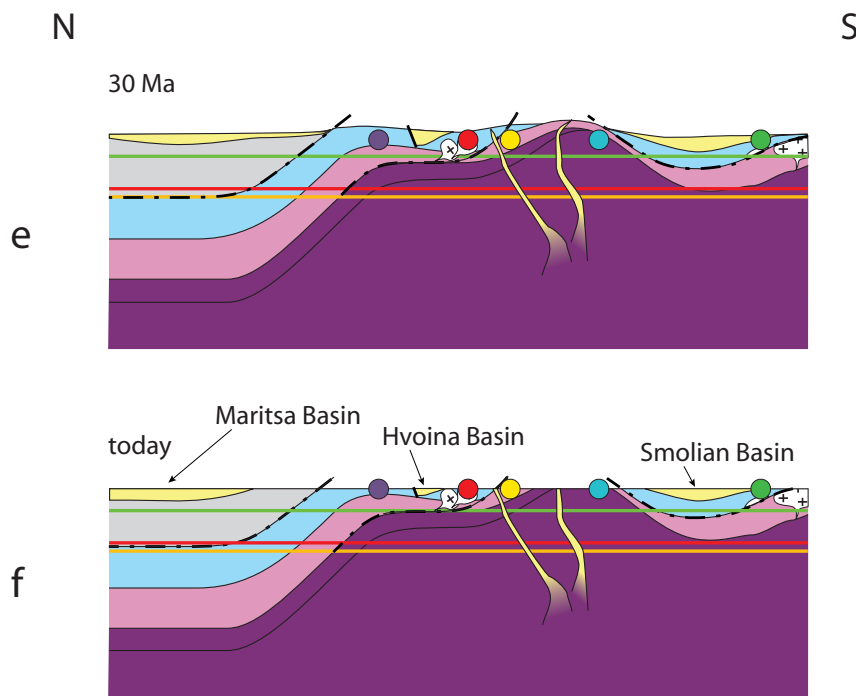 N S
30 Ma
e
Maritsa Basin
Hvoina Basin
Smolian Basin
today
f